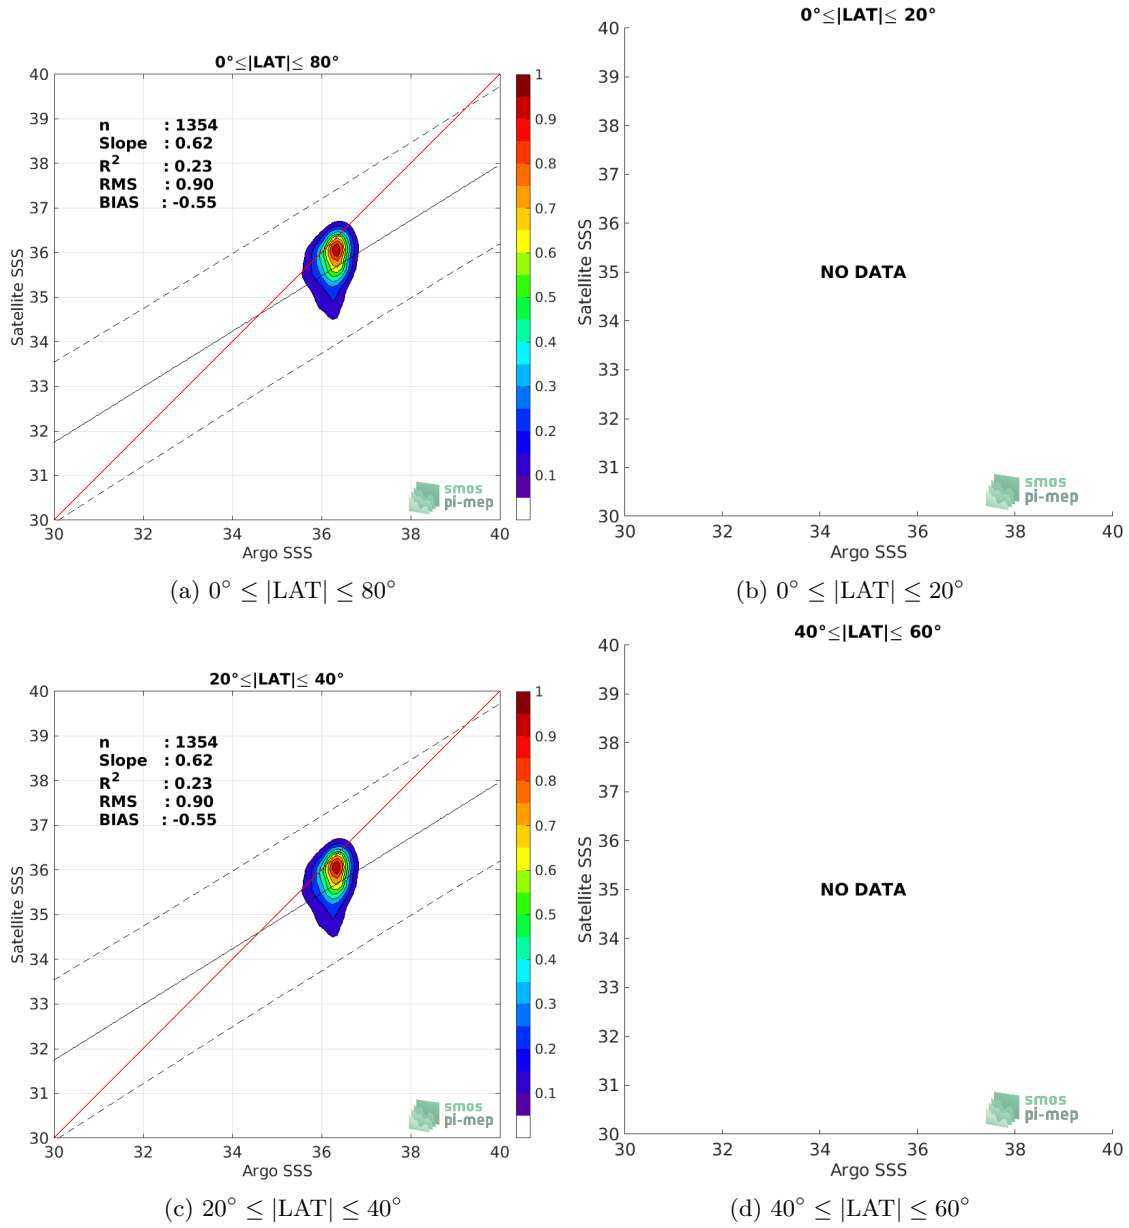 0°≤|LAT|≤ 80°
40
39
38
37
36
35
34
33
32
31
30
Satellite SSS
n : 1354
Slope : 0.62
R² : 0.23
RMS : 0.90
BIAS : -0.55
smos
pi-mep
30 32 34 36 38 40
Argo SSS
1
0.9
0.8
0.7
0.6
0.5
0.4
0.3
0.2
0.1
(a) 0° ≤ |LAT| ≤ 80°
0°≤|LAT|≤ 20°
40
39
38
37
36
35
34
33
32
31
30
Satellite SSS
NO DATA
smos
pi-mep
30 32 34 36 38 40
Argo SSS
(b) 0° ≤ |LAT| ≤ 20°
20°≤|LAT|≤ 40°
40
39
38
37
36
35
34
33
32
31
30
Satellite SSS
n : 1354
Slope : 0.62
R² : 0.23
RMS : 0.90
BIAS : -0.55
smos
pi-mep
30 32 34 36 38 40
Argo SSS
1
0.9
0.8
0.7
0.6
0.5
0.4
0.3
0.2
0.1
(c) 20° ≤ |LAT| ≤ 40°
40°≤|LAT|≤ 60°
40
39
38
37
36
35
34
33
32
31
30
Satellite SSS
NO DATA
smos
pi-mep
30 32 34 36 38 40
Argo SSS
(d) 40° ≤ |LAT| ≤ 60°